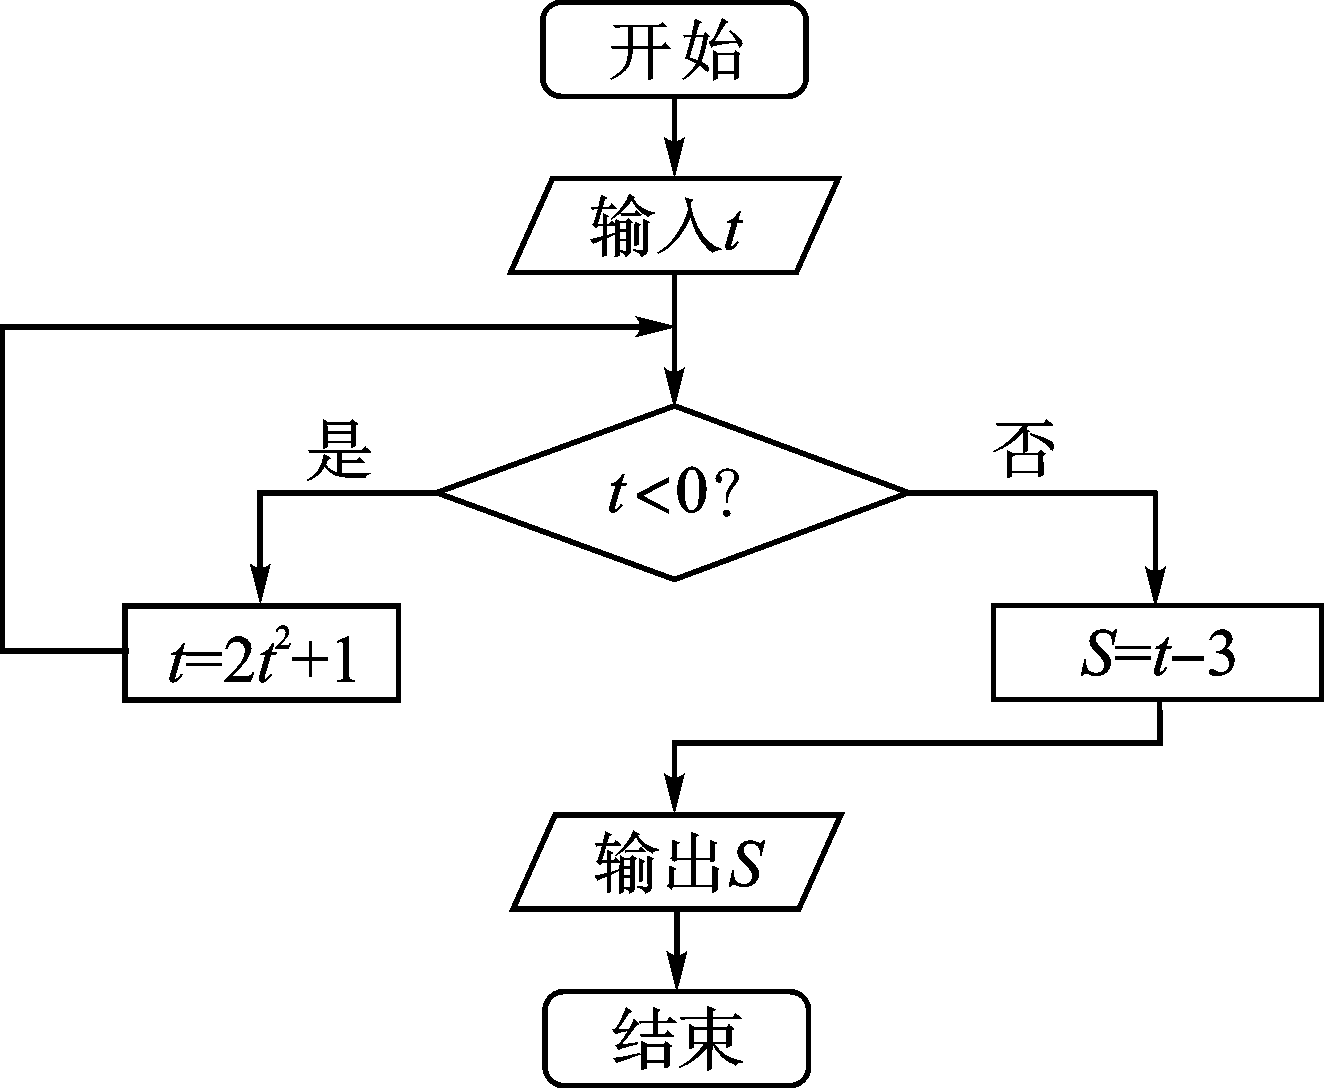 开始
输入t
t<0?
是
否
t=2t²+1
S=t-3
输出S
结束